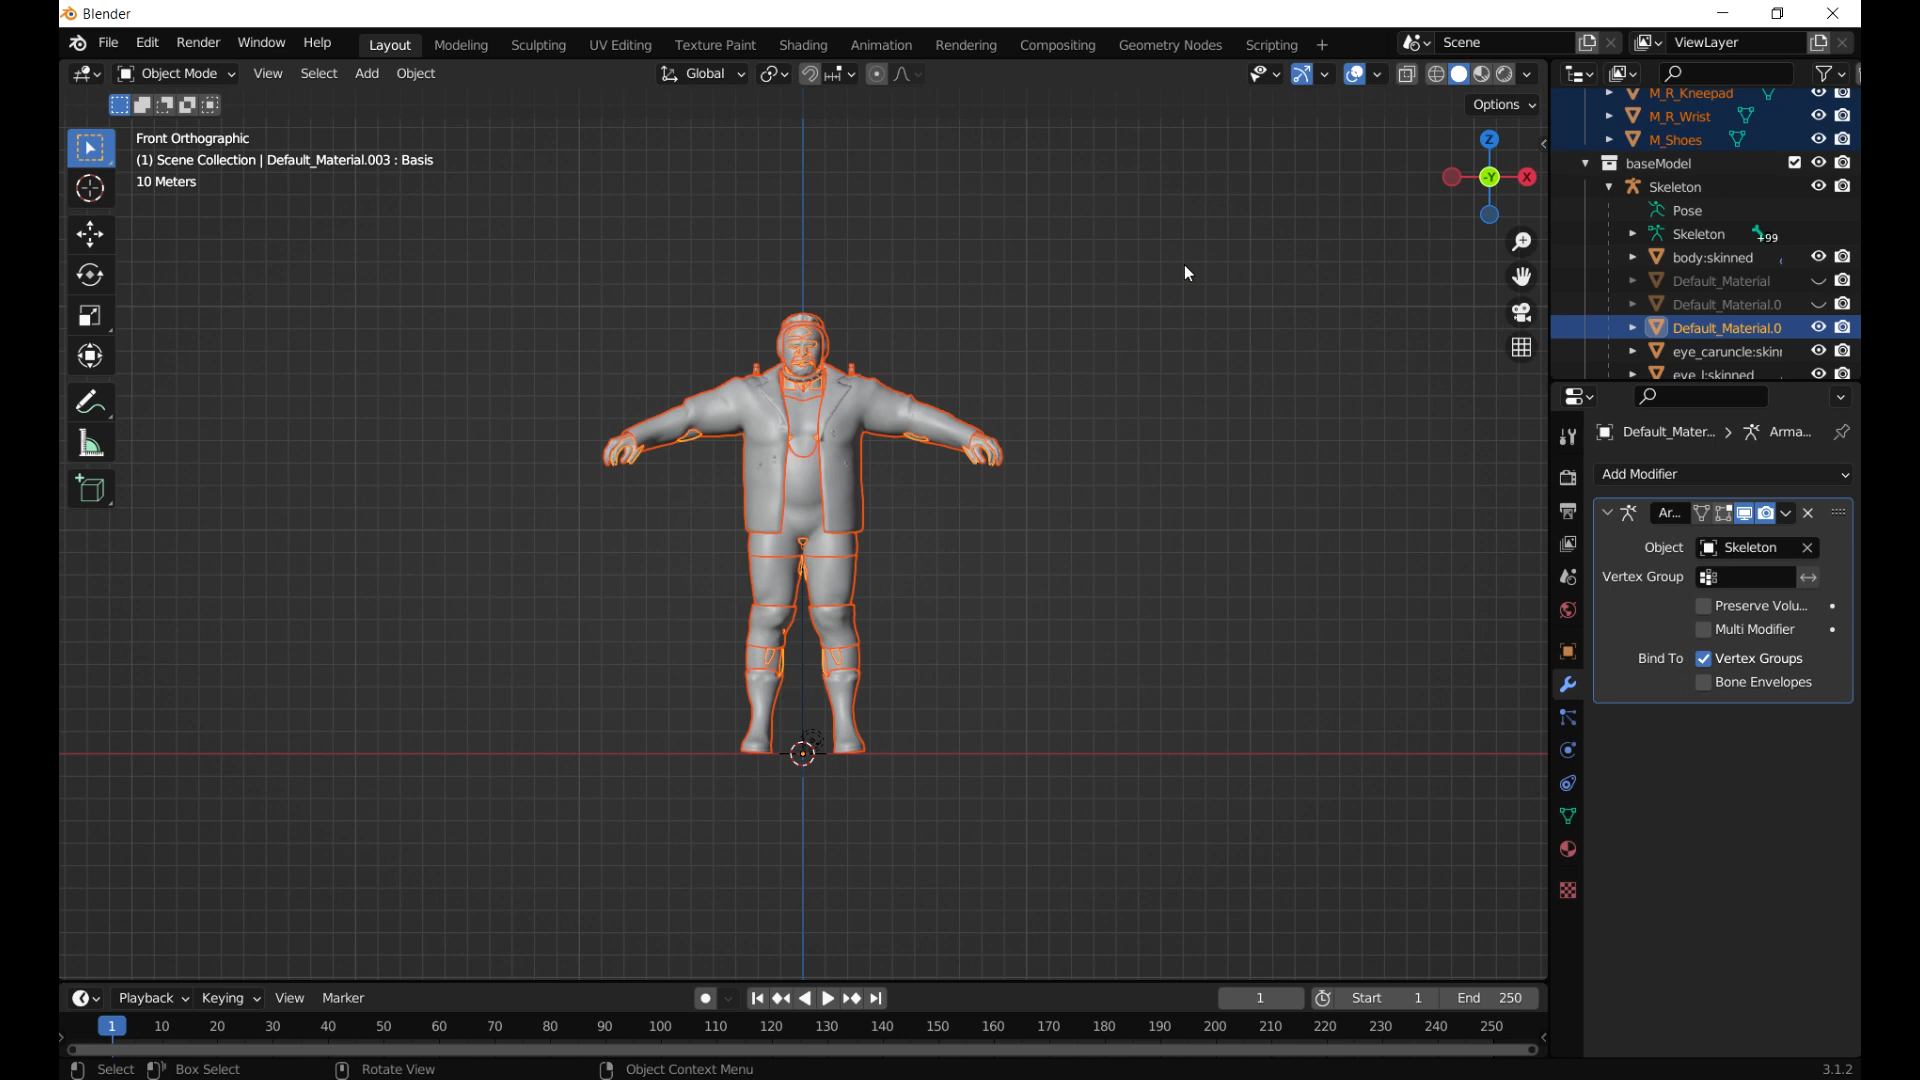 Blender
File Edit Render Window Help Layout Modeling Sculpting UV Editing Texture Paint Shading Animation Rendering Compositing Geometry Nodes Scripting + Scene ViewLayer
Object Mode View Select Add Object Global
Options
Front Orthographic
(1) Scene Collection | Default_Material.003 : Basis
10 Meters
Z
-Y X
M_R_Kneepad
M_R_Wrist
M_Shoes
baseModel
Skeleton
Pose
Skeleton +99
body:skinned
Default_Material
Default_Material.0
Default_Material.0
eye_caruncle:skinn
eye_l:skinned
Default_Mater... > Arma...
Add Modifier
Ar...
Object Skeleton
Vertex Group
Preserve Volu...
Multi Modifier
Bind To Vertex Groups
Bone Envelopes
Playback Keying View Marker 1 Start 1 End 250
1 10 20 30 40 50 60 70 80 90 100 110 120 130 140 150 160 170 180 190 200 210 220 230 240 250
Select Box Select Rotate View Object Context Menu 3.1.2